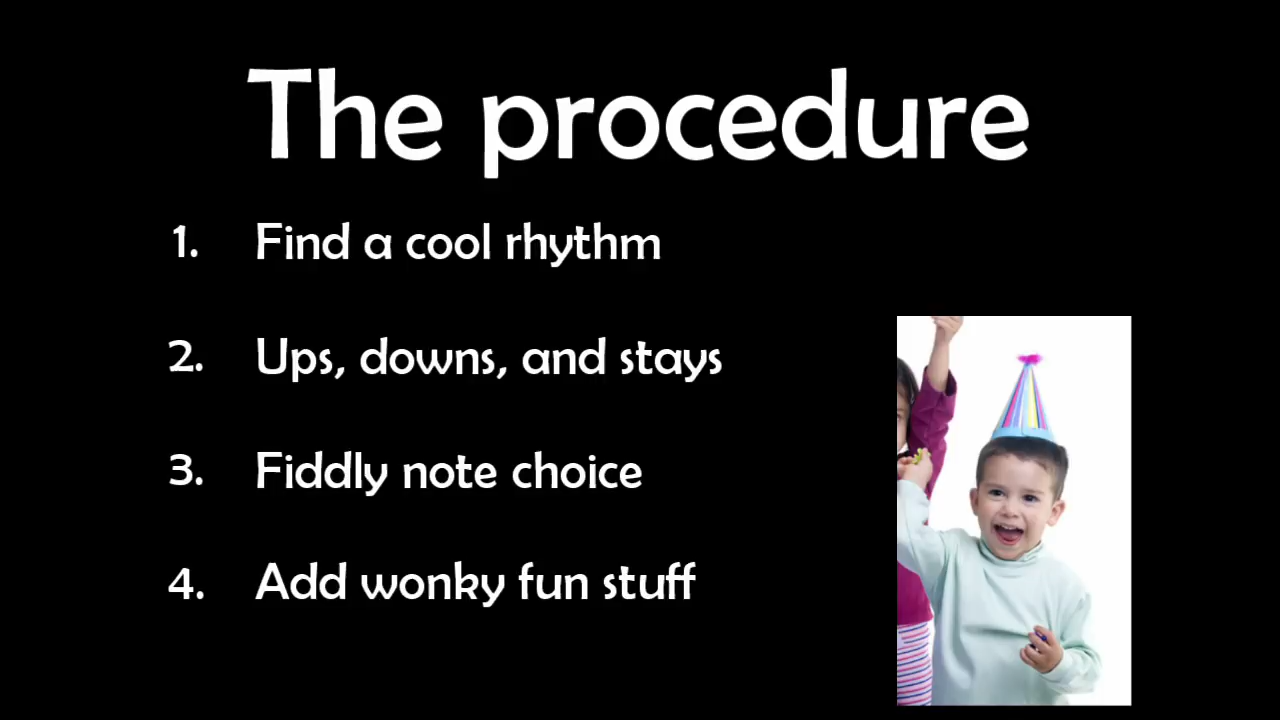 The procedure
1. Find a cool rhythm
2. Ups, downs, and stays
3. Fiddly note choice
4. Add wonky fun stuff